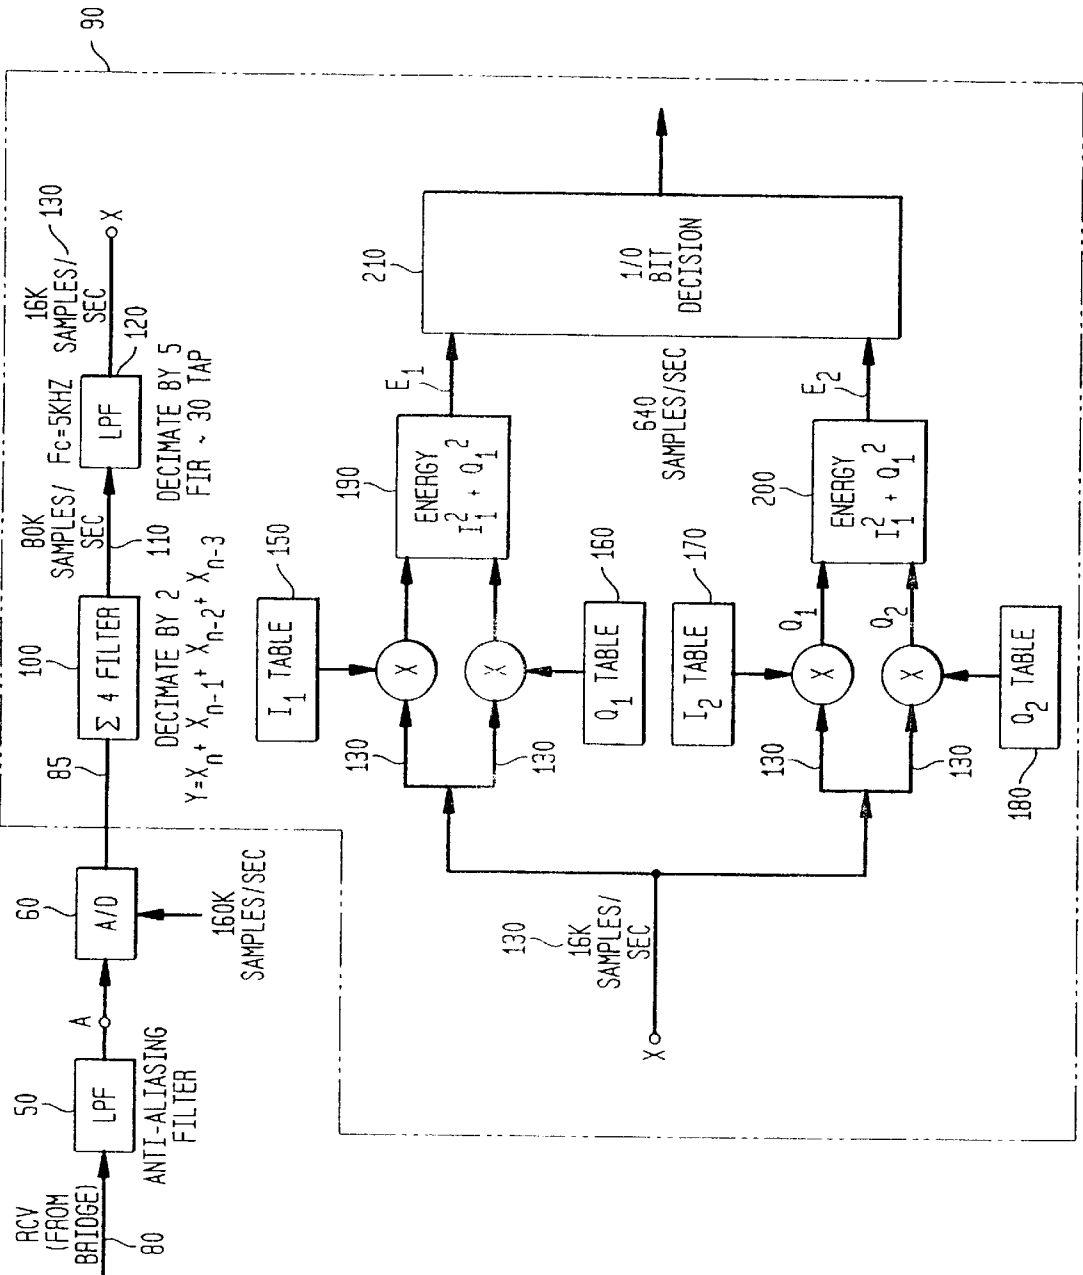 90
RCV
(FROM
BRIDGE)
80
50
LPF
ANTI-ALIASING
FILTER
A
60
A/D
160K
SAMPLES/SEC
85
100
Σ 4 FILTER
DECIMATE BY 2
Y=Xn+ Xn-1+ Xn-2+ Xn-3
80K
SAMPLES/
SEC
110
Fc=5KHZ
LPF
120
DECIMATE BY 5
FIR ~ 30 TAP
16K
SAMPLES/
SEC
130
X
X
130
16K
SAMPLES/
SEC
130
130
I1 TABLE
150
X
X
Q1 TABLE
160
190
ENERGY
I1² + Q1²
E1
640
SAMPLES/SEC
130
130
I2 TABLE
170
X
X
Q1
Q2
Q2 TABLE
180
200
ENERGY
I1² + Q1²
E2
210
1/0
BIT
DECISION